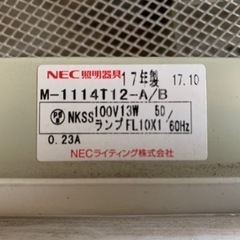 NEC照明器具 17年製 17.10
M-1114T12-A/B
NKSS 100V13W 50/60Hz
ランプFL10X1
0.23A
NECライティング株式会社